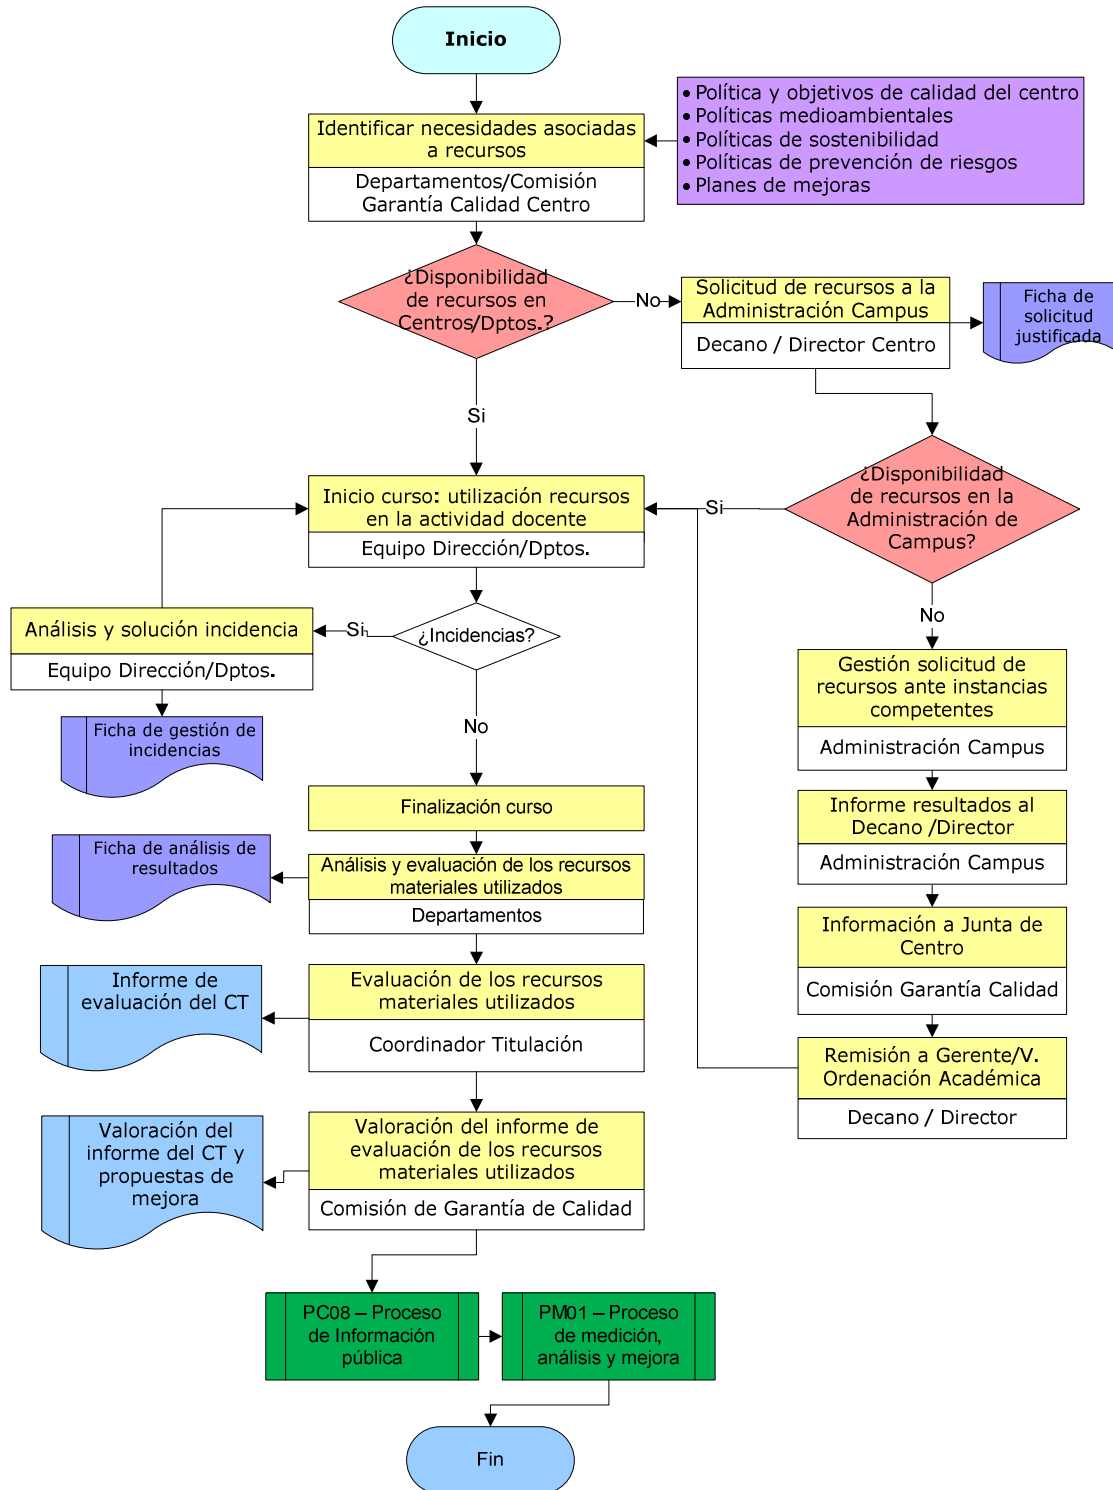 Inicio
• Política y objetivos de calidad del centro
• Políticas medioambientales
• Políticas de sostenibilidad
• Políticas de prevención de riesgos
• Planes de mejoras
Identificar necesidades asociadas
a recursos
Departamentos/Comisión
Garantía Calidad Centro
¿Disponibilidad
de recursos en
Centros/Dptos.?
No
Solicitud de recursos a la
Administración Campus
Decano / Director Centro
Ficha de
solicitud
justificada
Si
¿Disponibilidad
de recursos en la
Administración de
Campus?
Si
Inicio curso: utilización recursos
en la actividad docente
Equipo Dirección/Dptos.
No
¿Incidencias?
Si
Análisis y solución incidencia
Equipo Dirección/Dptos.
Ficha de gestión de
incidencias
No
Gestión solicitud de
recursos ante instancias
competentes
Administración Campus
Informe resultados al
Decano /Director
Administración Campus
Información a Junta de
Centro
Comisión Garantía Calidad
Remisión a Gerente/V.
Ordenación Académica
Decano / Director
Finalización curso
Análisis y evaluación de los recursos
materiales utilizados
Departamentos
Ficha de análisis de
resultados
Evaluación de los recursos
materiales utilizados
Coordinador Titulación
Informe de
evaluación del CT
Valoración del informe de
evaluación de los recursos
materiales utilizados
Comisión de Garantía de Calidad
Valoración del
informe del CT y
propuestas de
mejora
PC08 – Proceso
de Información
pública
PM01 – Proceso
de medición,
análisis y mejora
Fin